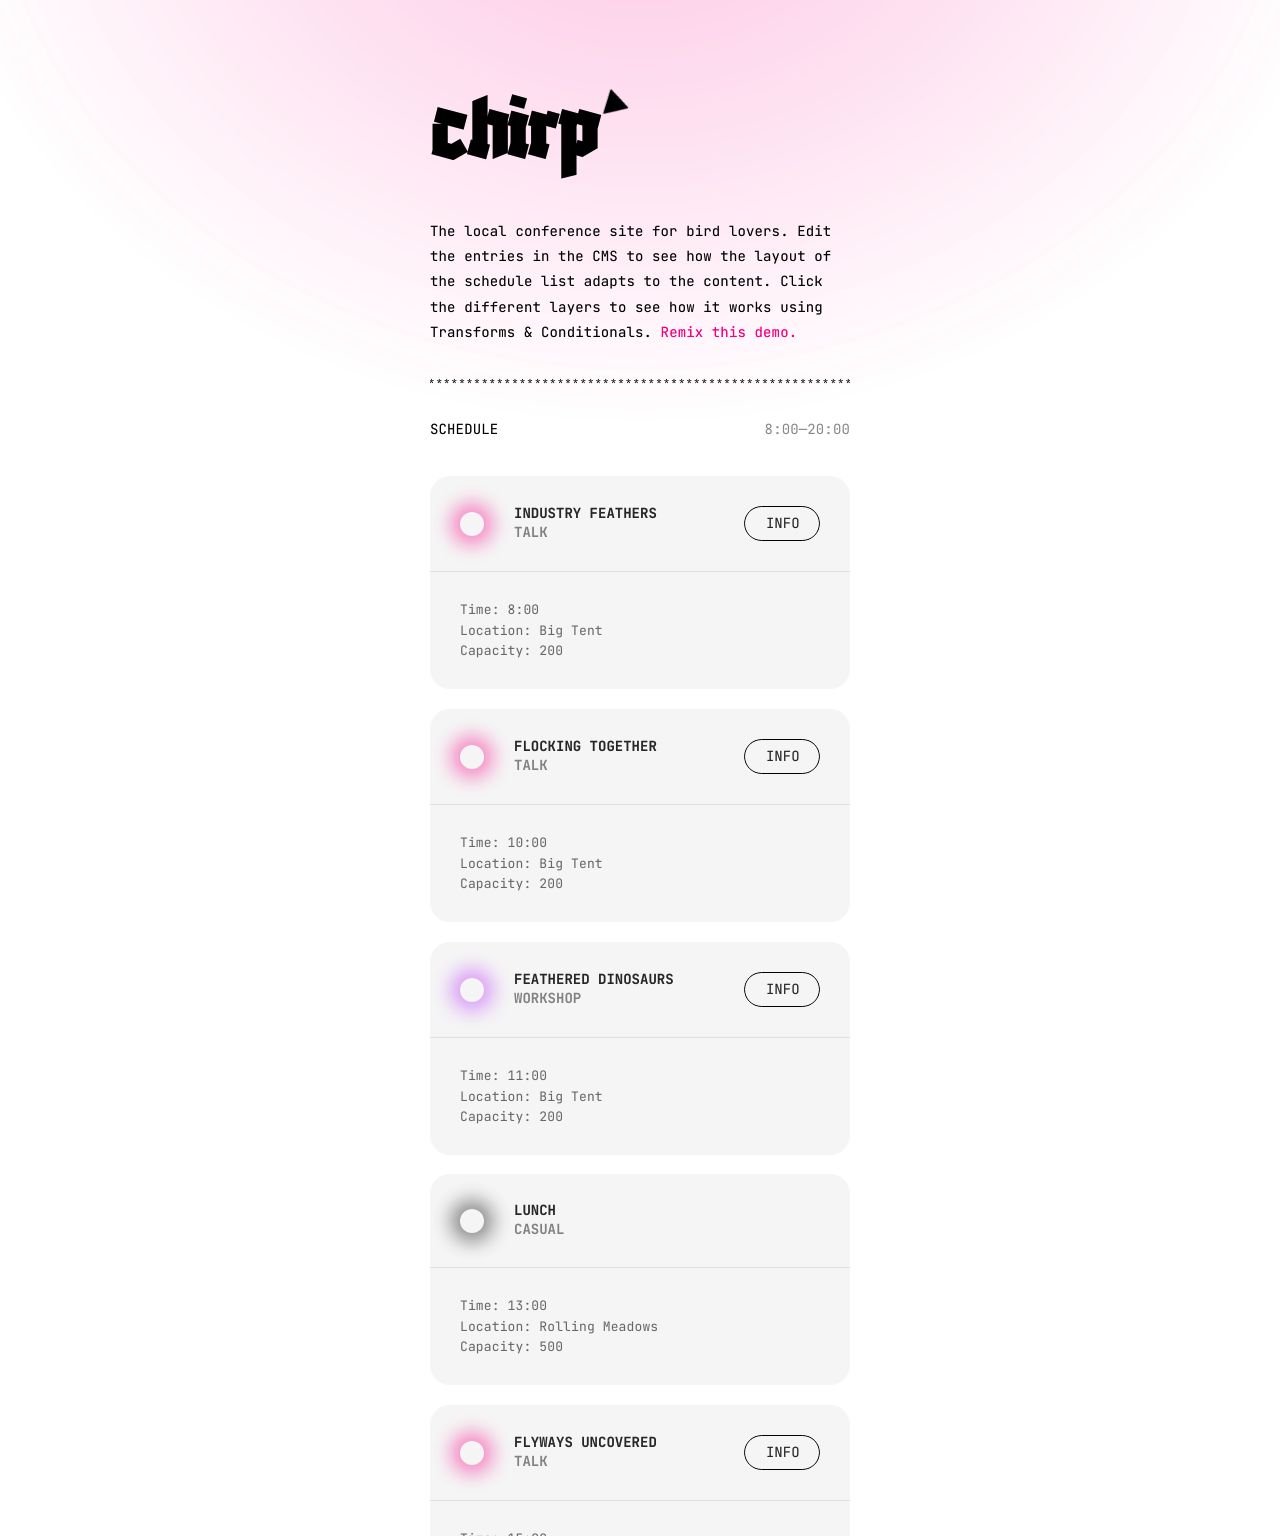 chirp
The local conference site for bird lovers. Edit
the entries in the CMS to see how the layout of
the schedule list adapts to the content. Click
the different layers to see how it works using
Transforms & Conditionals. Remix this demo.
SCHEDULE 8:00—20:00
INDUSTRY FEATHERS
TALK
INFO
Time: 8:00
Location: Big Tent
Capacity: 200
FLOCKING TOGETHER
TALK
INFO
Time: 10:00
Location: Big Tent
Capacity: 200
FEATHERED DINOSAURS
WORKSHOP
INFO
Time: 11:00
Location: Big Tent
Capacity: 200
LUNCH
CASUAL
Time: 13:00
Location: Rolling Meadows
Capacity: 500
FLYWAYS UNCOVERED
TALK
INFO